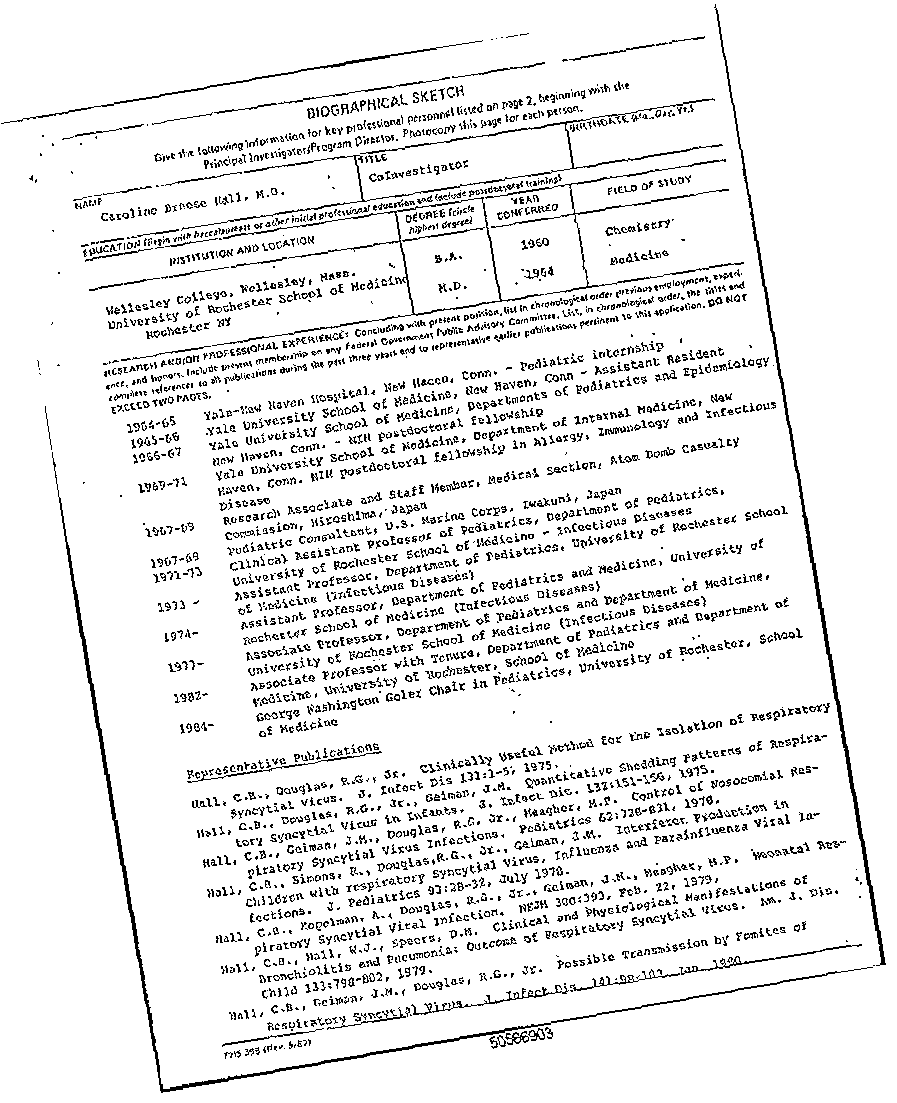 BIOGRAPHICAL SKETCH
Give the following information for key professional personnel listed on page 2, beginning with the
Principal Investigator/Program Director. Photocopy this page for each person.
NAME
TITLE
BIRTHDATE (Mo., Day, Yr.)
Caroline Breese Hall, M.D.
CoInvestigator
EDUCATION (Begin with baccalaureate or other initial professional education and include postdoctoral training)
INSTITUTION AND LOCATION
DEGREE (circle highest degree)
YEAR CONFERRED
FIELD OF STUDY
Wellesley College, Wellesley, Mass.
B.A.
1960
Chemistry
University of Rochester School of Medicine
M.D.
1964
Medicine
Rochester NY
RESEARCH AND/OR PROFESSIONAL EXPERIENCE: Concluding with present position, list in chronological order previous employment, experi-
ence, and honors. Include present membership on any Federal Government Public Advisory Committee. List, in chronological order, the titles and
complete references to all publications during the past three years and to representative earlier publications pertinent to this application. DO NOT
EXCEED TWO PAGES.
1964-65 Yale-New Haven Hospital, New Haven, Conn. - Pediatric internship
1965-66 Yale University School of Medicine, New Haven, Conn - Assistant Resident
1966-67 Yale University School of Medicine, Departments of Pediatrics and Epidemiology
New Haven, Conn. - NIH postdoctoral fellowship
1969-71 Yale University School of Medicine, Department of Internal Medicine, New
Haven, Conn. NIH postdoctoral fellowship in Allergy, Immunology and Infectious
Disease
1967-69 Research Associate and Staff Member, Medical Section, Atom Bomb Casualty
Commission, Hiroshima, Japan
1967-69 Pediatric Consultant, U.S. Marine Corps, Iwakuni, Japan
1971-73 Clinical Assistant Professor of Pediatrics, Department of Pediatrics,
University of Rochester School of Medicine - Infectious Diseases
1973 - Assistant Professor, Department of Pediatrics, University of Rochester School
of Medicine (Infectious Diseases)
1974- Assistant Professor, Department of Pediatrics and Medicine, University of
Rochester School of Medicine (Infectious Diseases)
1977- Associate Professor, Department of Pediatrics and Department of Medicine,
University of Rochester School of Medicine (Infectious Diseases)
1982- Associate Professor with Tenure, Department of Pediatrics and Department of
Medicine, University of Rochester, School of Medicine
1984- George Washington Goler Chair in Pediatrics, University of Rochester, School
of Medicine
Representative Publications
Hall, C.B., Douglas, R.G., Jr. Clinically Useful Method for the Isolation of Respiratory
Syncytial Virus. J. Infect Dis 131:1-5, 1975.
Hall, C.B., Douglas, R.G., Jr., Geiman, J.M. Quantitative Shedding Patterns of Respira-
tory Syncytial Virus in Infants. J. Infect Dis. 132:151-156, 1975.
Hall, C.B., Geiman, J.M., Douglas, R.G. Jr., Meagher, M.P. Control of Nosocomial Res-
piratory Syncytial Virus Infections. Pediatrics 62:728-831, 1978.
Hall, C.B., Simons, R., Douglas,R.G., Jr., Geiman, J.M. Interferon Production in
Children with respiratory Syncytial Virus, Influenza and Parainfluenza Viral In-
fections. J. Pediatrics 93:28-32, July 1978.
Hall, C.B., Kopelman, A., Douglas, R.G., Jr., Geiman, J.M., Meagher, M.P. Neonatal Res-
piratory Syncytial Viral Infection. NEJM 300:393, Feb. 22, 1979.
Hall, C.B., Hall, W.J., Speers, D.M. Clinical and Physiological Manifestations of
Bronchiolitis and Pneumonia: Outcome of Respiratory Syncytial Virus. Am. J. Dis.
Child 133:798-802, 1979.
Hall, C.B., Geiman, J.M., Douglas, R.G., Jr. Possible Transmission by Fomites of
Respiratory Syncytial Virus. J. Infect Dis. 141:98-102, Jan. 1980.
PHS 398 (Rev. 5/82)
50586903